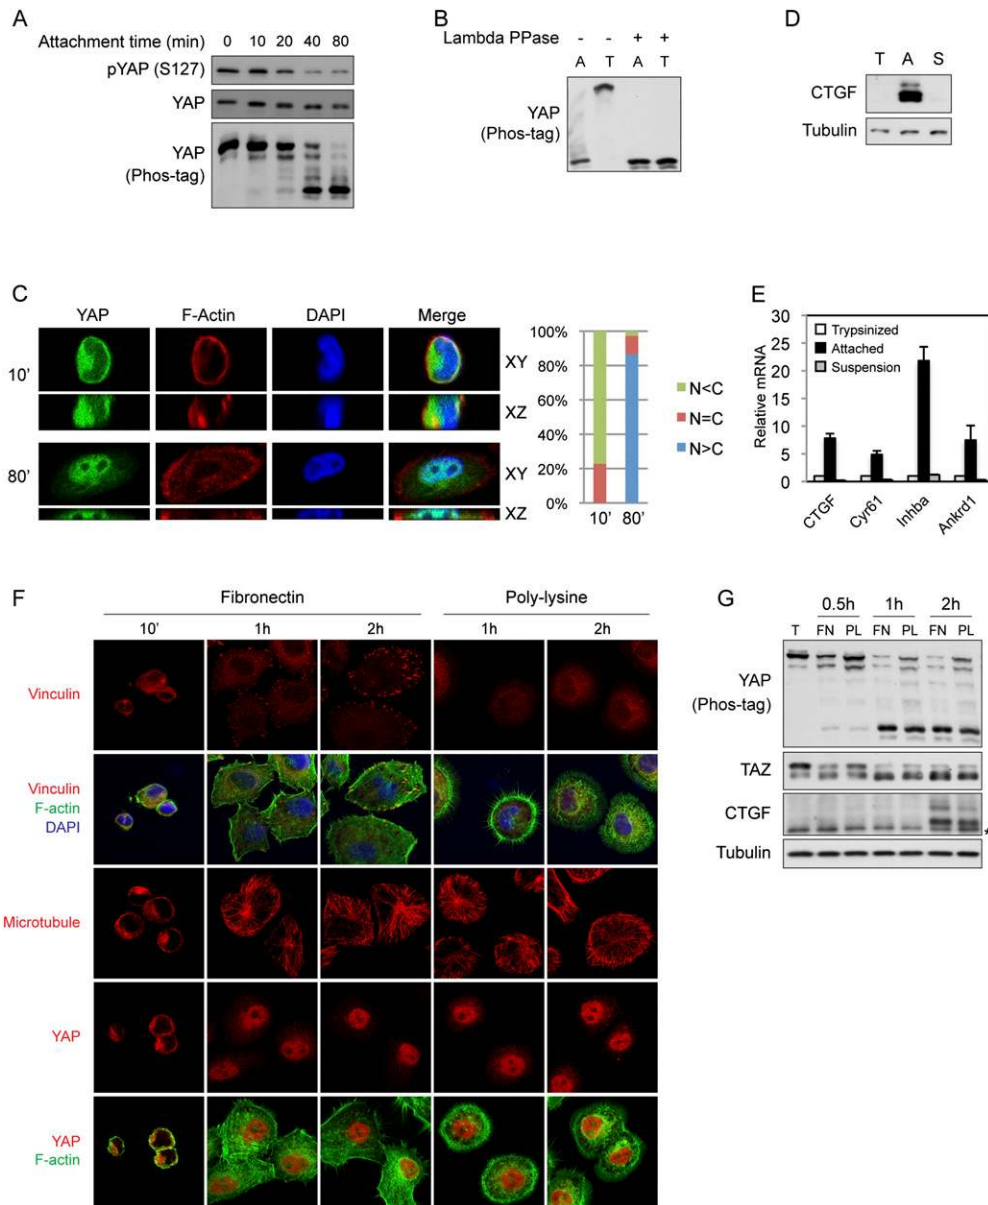 A
Attachment time (min) 0 10 20 40 80
pYAP (S127)
YAP
YAP
(Phos-tag)
B
Lambda PPase - - + +
A T A T
YAP
(Phos-tag)
D
T A S
CTGF
Tubulin
C
YAP F-Actin DAPI Merge
10'
XY
XZ
80'
XY
XZ
100%
80%
60%
40%
20%
0%
10' 80'
N<C
N=C
N>C
E
Relative mRNA
30
25
20
15
10
5
0
Trypsinized
Attached
Suspension
CTGF Cyr61 Inhba Ankrd1
F
Fibronectin Poly-lysine
10' 1h 2h 1h 2h
Vinculin
Vinculin
F-actin
DAPI
Microtubule
YAP
YAP
F-actin
G
0.5h 1h 2h
T FN PL FN PL FN PL
YAP
(Phos-tag)
TAZ
CTGF
*
Tubulin